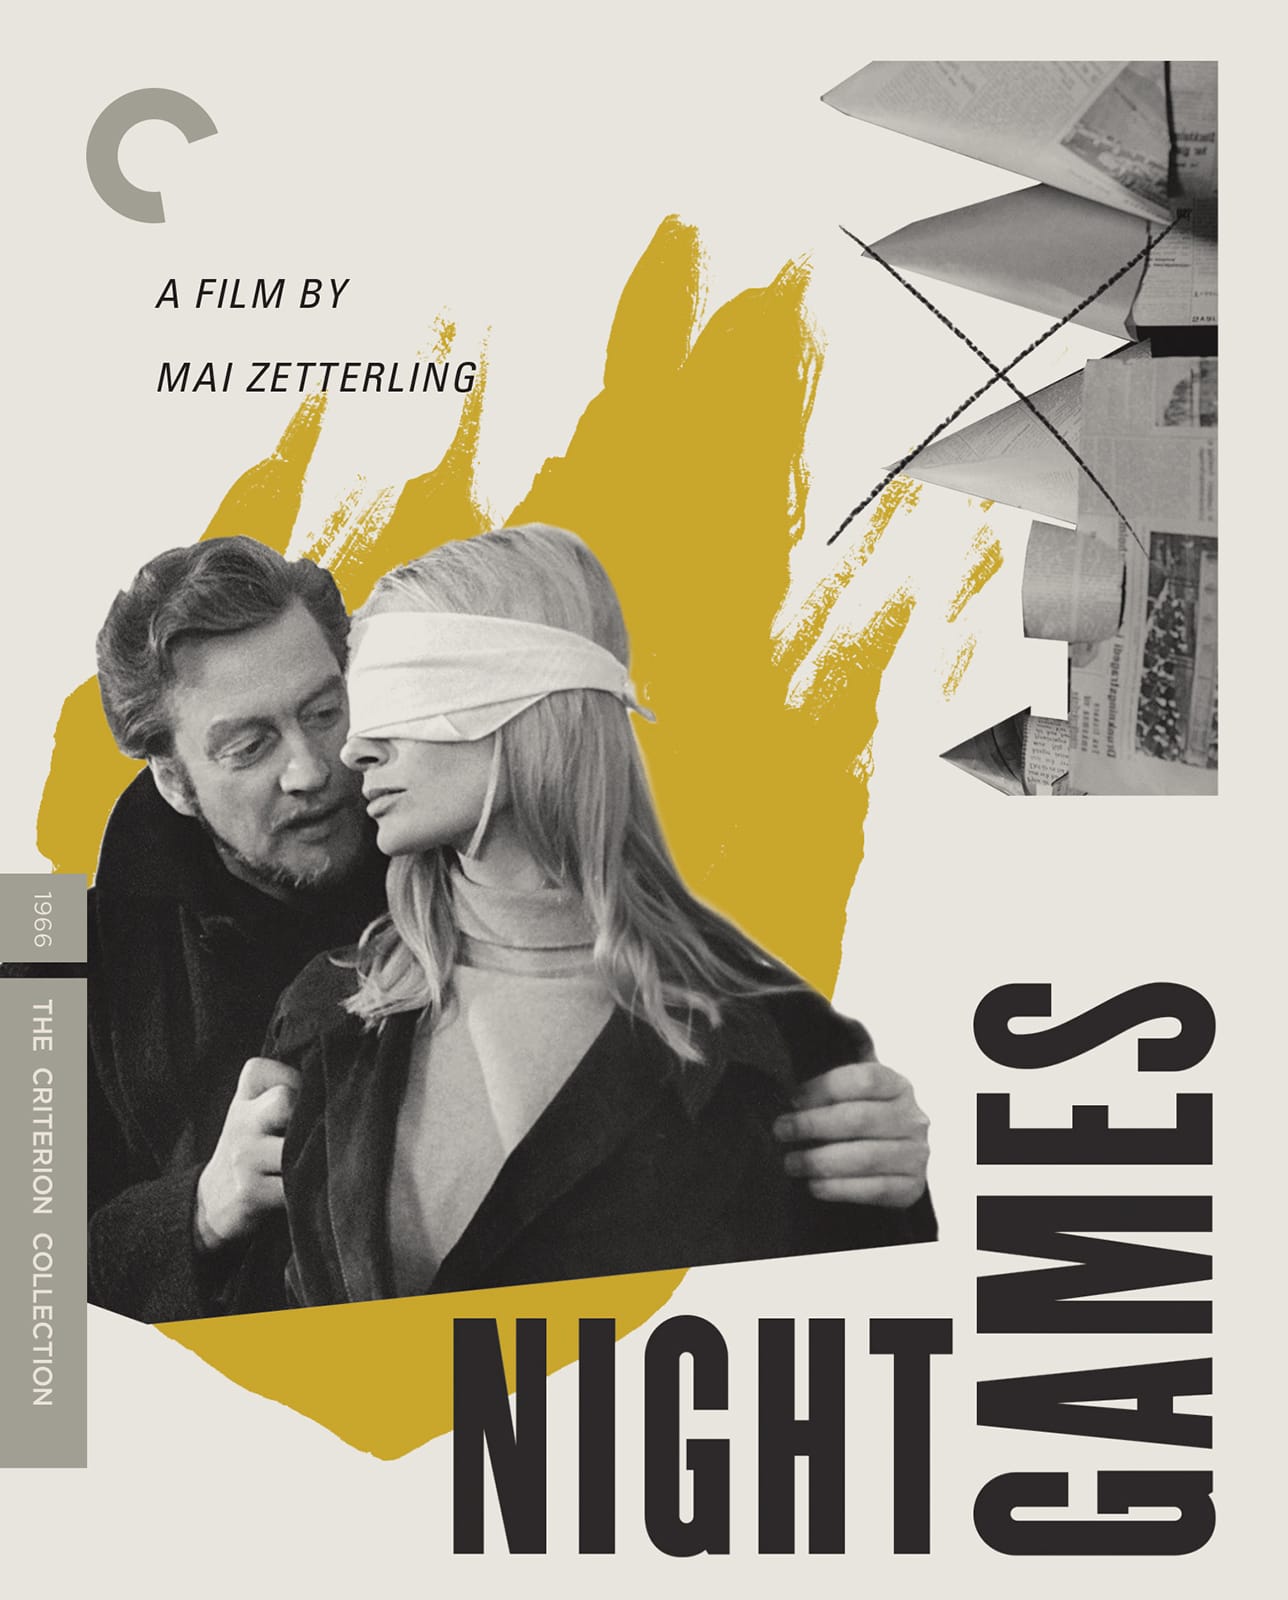 A FILM BY
MAI ZETTERLING
1966
THE CRITERION COLLECTION
NIGHT
GAMES